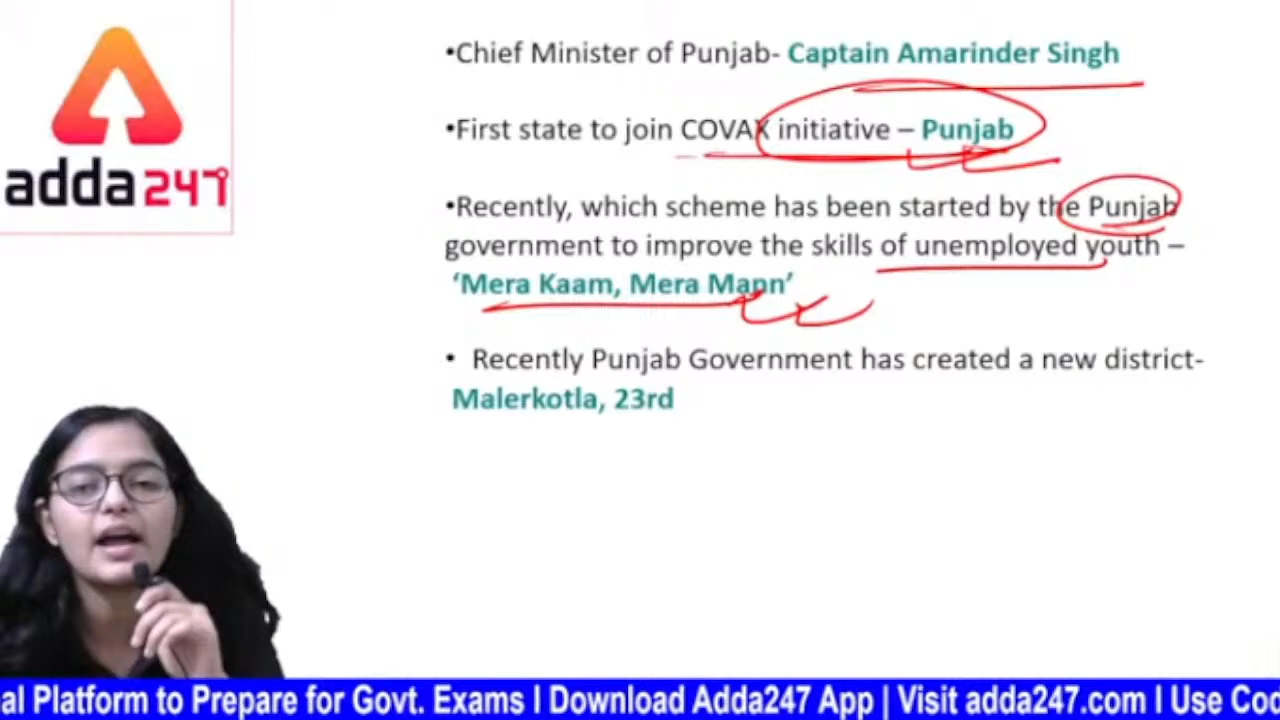 adda247
•Chief Minister of Punjab- Captain Amarinder Singh
•First state to join COVAX initiative – Punjab
•Recently, which scheme has been started by the Punjab
government to improve the skills of unemployed youth –
‘Mera Kaam, Mera Mann’
• Recently Punjab Government has created a new district-
Malerkotla, 23rd
al Platform to Prepare for Govt. Exams I Download Adda247 App | Visit adda247.com I Use Cod